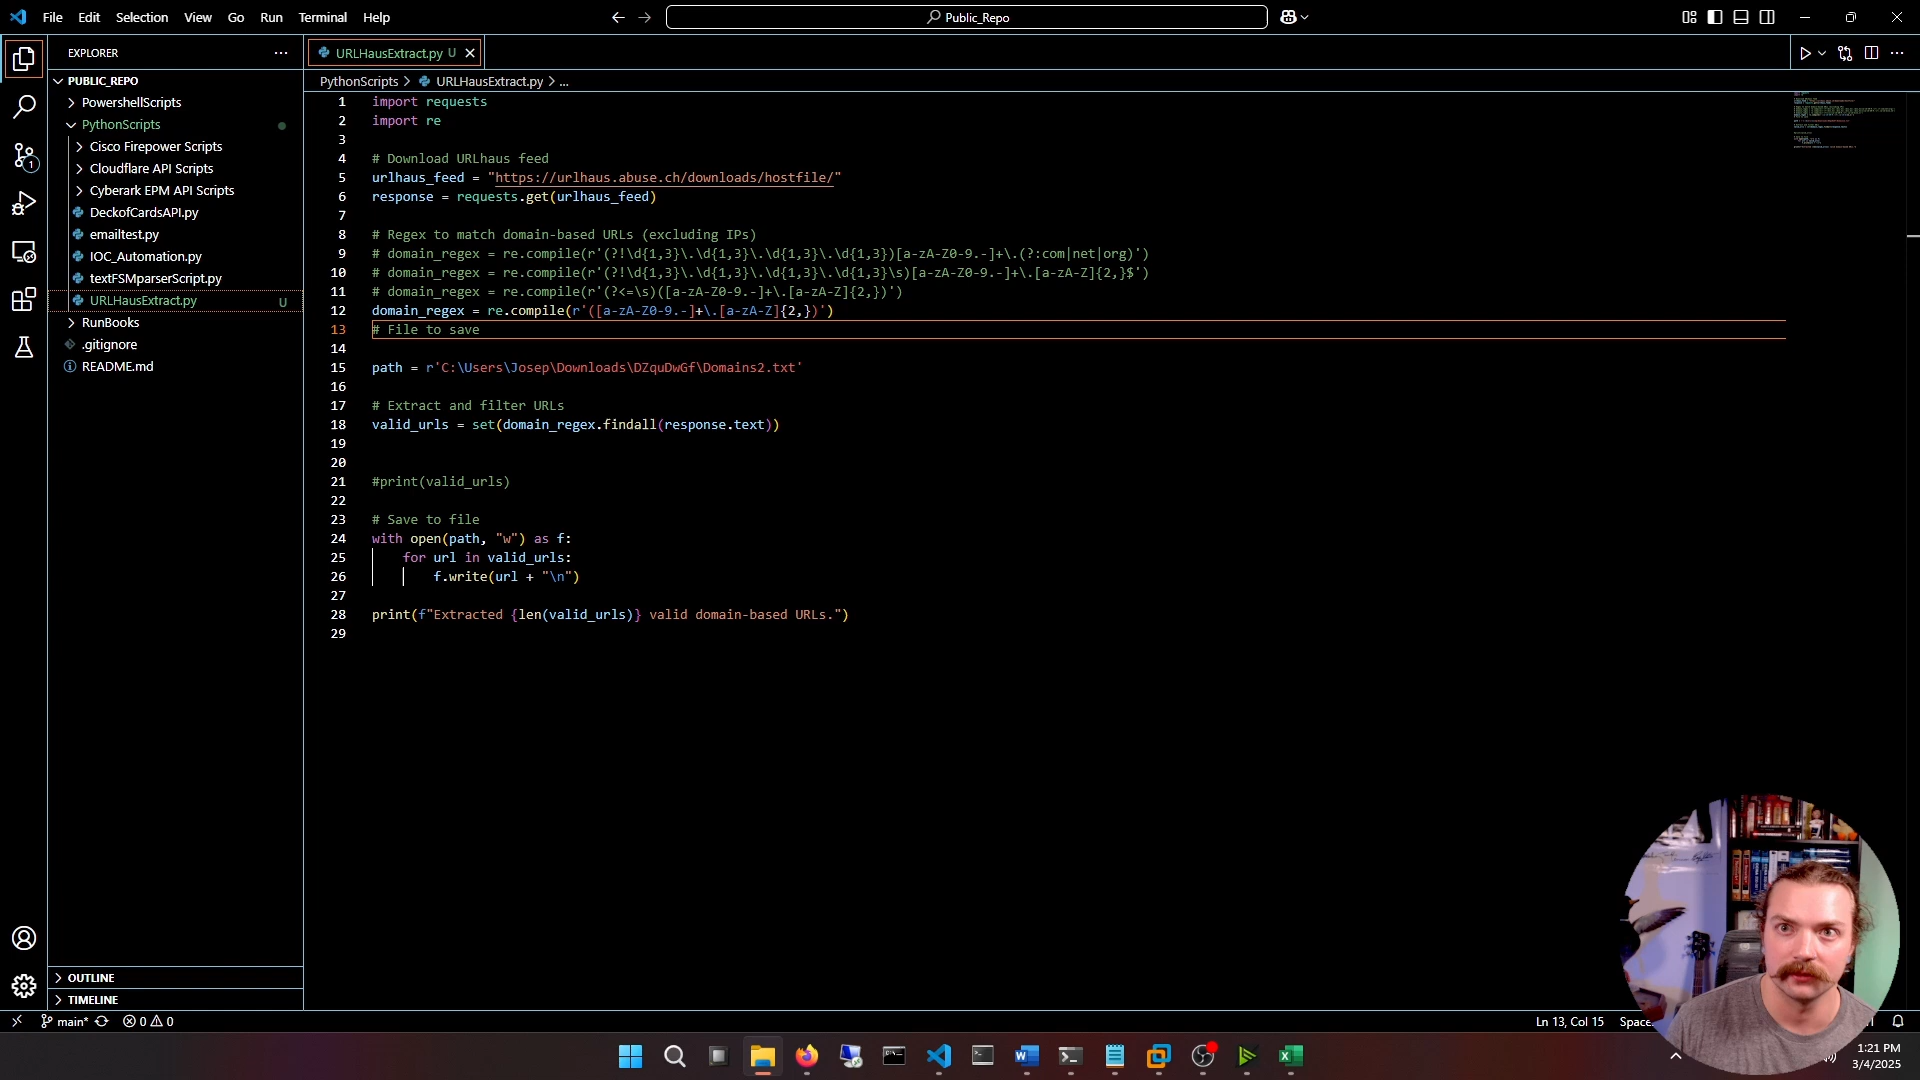 File Edit Selection View Go Run Terminal Help
Public_Repo
EXPLORER
PUBLIC_REPO
PowershellScripts
PythonScripts
Cisco Firepower Scripts
Cloudflare API Scripts
Cyberark EPM API Scripts
DeckofCardsAPI.py
emailtest.py
IOC_Automation.py
textFSMparserScript.py
URLHausExtract.py U
RunBooks
.gitignore
README.md
OUTLINE
TIMELINE
1
URLHausExtract.py U
PythonScripts > URLHausExtract.py > ...
1 import requests
2 import re
3
4 # Download URLhaus feed
5 urlhaus_feed = "https://urlhaus.abuse.ch/downloads/hostfile/"
6 response = requests.get(urlhaus_feed)
7
8 # Regex to match domain-based URLs (excluding IPs)
9 # domain_regex = re.compile(r'(?!\d{1,3}\.\d{1,3}\.\d{1,3}\.\d{1,3})[a-zA-Z0-9.-]+\.(?:com|net|org)')
10 # domain_regex = re.compile(r'(?!\d{1,3}\.\d{1,3}\.\d{1,3}\.\d{1,3}\s)[a-zA-Z0-9.-]+\.[a-zA-Z]{2,}$')
11 # domain_regex = re.compile(r'(?<=\s)([a-zA-Z0-9.-]+\.[a-zA-Z]{2,})')
12 domain_regex = re.compile(r'([a-zA-Z0-9.-]+\.[a-zA-Z]{2,})')
13 # File to save
14
15 path = r'C:\Users\Josep\Downloads\DZquDwGf\Domains2.txt'
16
17 # Extract and filter URLs
18 valid_urls = set(domain_regex.findall(response.text))
19
20
21 #print(valid_urls)
22
23 # Save to file
24 with open(path, "w") as f:
25 for url in valid_urls:
26 f.write(url + "\n")
27
28 print(f"Extracted {len(valid_urls)} valid domain-based URLs.")
29
main* 0 0
Ln 13, Col 15
1:21 PM
3/4/2025